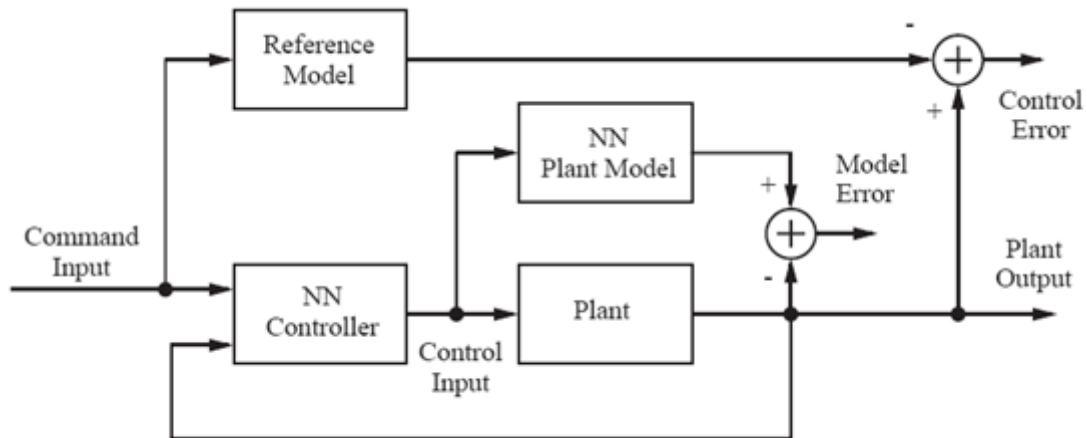 Reference
Model
-
+
Control
Error
NN
Plant Model
+
Model
Error
-
Command
Input
NN
Controller
Control
Input
Plant
Plant
Output